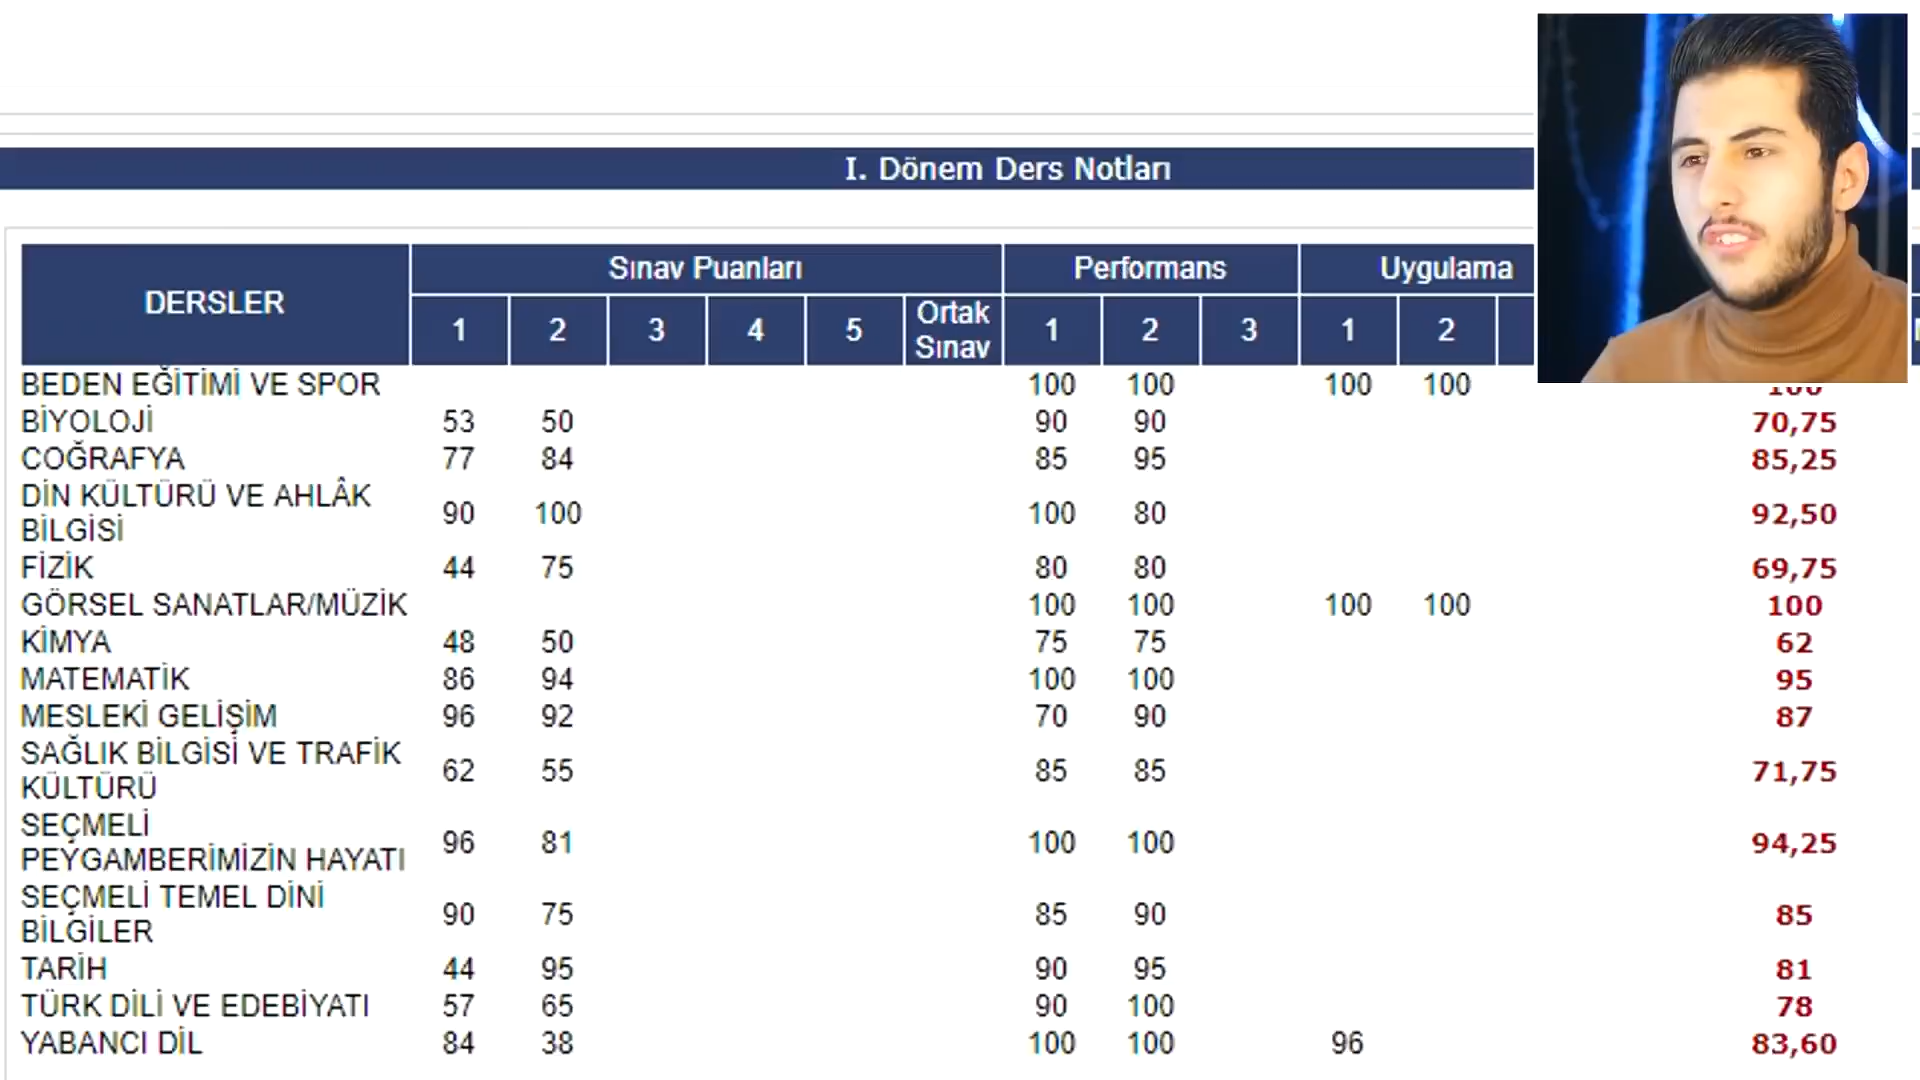 I. Dönem Ders Notları
DERSLER Sınav Puanları Performans Uygulama
1 2 3 4 5 Ortak Sınav 1 2 3 1 2
BEDEN EĞİTİMİ VE SPOR 100 100 100 100 100
BİYOLOJİ 53 50 90 90 70,75
COĞRAFYA 77 84 85 95 85,25
DİN KÜLTÜRÜ VE AHLÂK
BİLGİSİ 90 100 100 80 92,50
FİZİK 44 75 80 80 69,75
GÖRSEL SANATLAR/MÜZİK 100 100 100 100 100
KİMYA 48 50 75 75 62
MATEMATİK 86 94 100 100 95
MESLEKİ GELİŞİM 96 92 70 90 87
SAĞLIK BİLGİSİ VE TRAFİK
KÜLTÜRÜ 62 55 85 85 71,75
SEÇMELİ
PEYGAMBERİMİZİN HAYATI 96 81 100 100 94,25
SEÇMELİ TEMEL DİNİ
BİLGİLER 90 75 85 90 85
TARİH 44 95 90 95 81
TÜRK DİLİ VE EDEBİYATI 57 65 90 100 78
YABANCI DİL 84 38 100 100 96 83,60